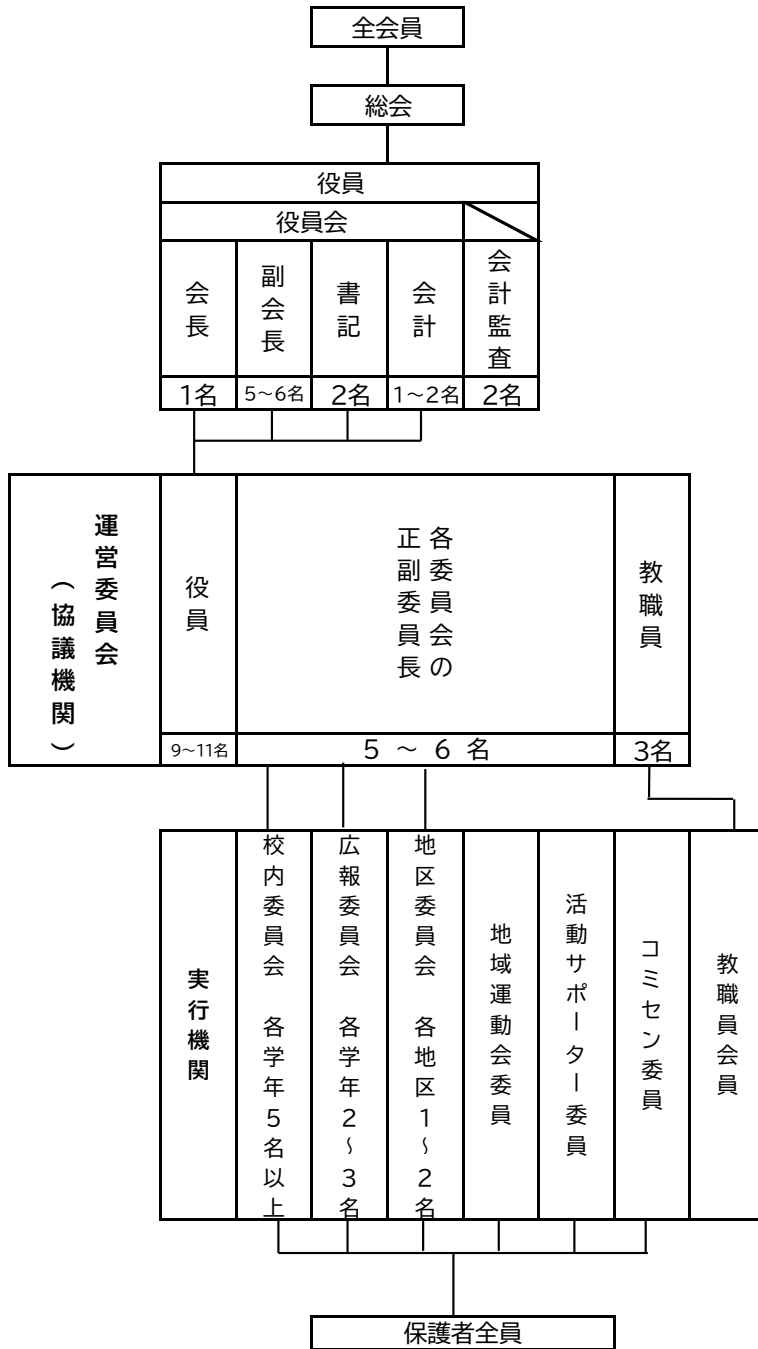 全会員
総会
役員
役員会
会長
副会長
書記
会計
会計監査
1名
5～6名
2名
1～2名
2名
運営委員会
（協議機関）
役員
各委員会の
正副委員長
教職員
9～11名
5 ～ 6 名
3名
実行機関
校内委員会 各学年5名以上
広報委員会 各学年2～3名
地区委員会 各地区1～2名
地域運動会委員
活動サポーター委員
コミセン委員
教職員会員
保護者全員